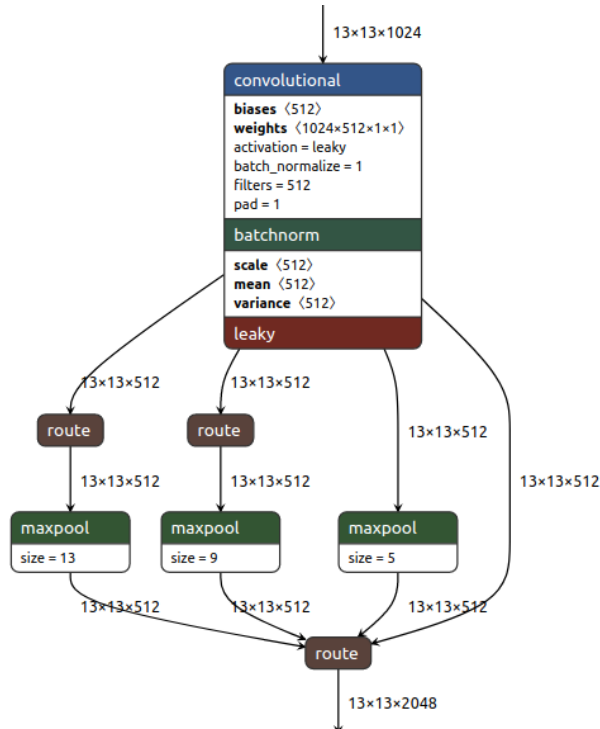 13×13×1024
convolutional
biases 〈512〉
weights 〈1024×512×1×1〉
activation = leaky
batch_normalize = 1
filters = 512
pad = 1
batchnorm
scale 〈512〉
mean 〈512〉
variance 〈512〉
leaky
13×13×512
13×13×512
route
route
13×13×512
13×13×512
13×13×512
13×13×512
maxpool
maxpool
maxpool
size = 13
size = 9
size = 5
13×13×512
13×13×512
13×13×512
route
13×13×2048